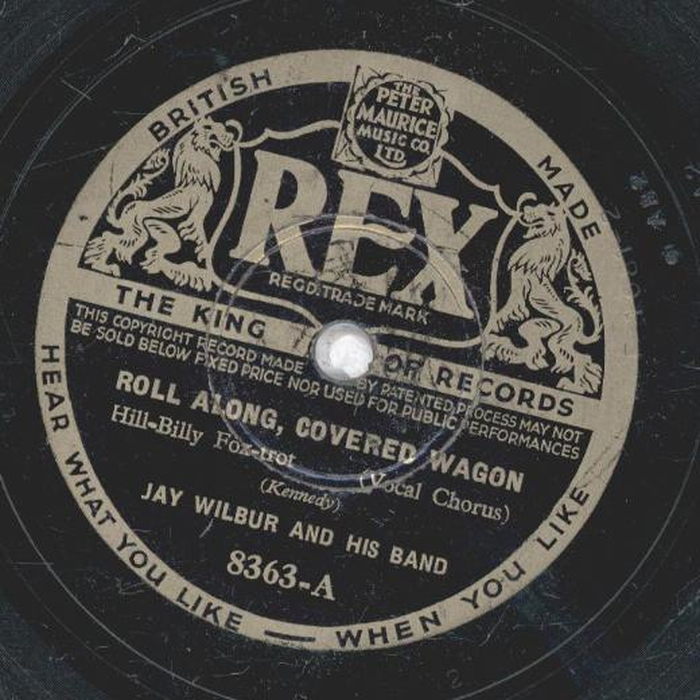 BRITISH MADE
THE
PETER
MAURICE
MUSIC CO.
LTD.
REX
REGD. TRADE MARK
THE KING OF RECORDS
THIS COPYRIGHT RECORD MADE BY PATENTED PROCESS MAY NOT
BE SOLD BELOW FIXED PRICE NOR USED FOR PUBLIC PERFORMANCES
ROLL ALONG, COVERED WAGON
Hill-Billy Fox-trot (Vocal Chorus)
(Kennedy)
JAY WILBUR AND HIS BAND
8363-A
HEAR WHAT YOU LIKE — WHEN YOU LIKE